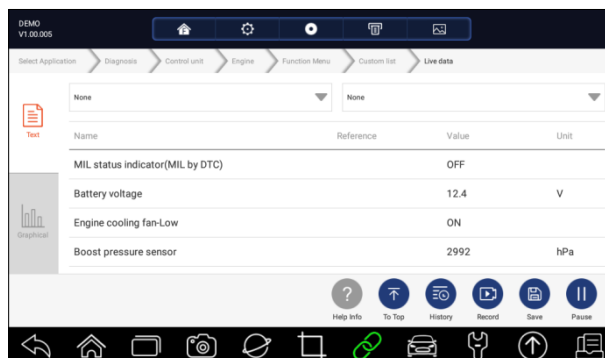 DEMO
V1.00.005
Select Application Diagnosis Control unit Engine Function Menu Custom list Live data
None None
Text
Name Reference Value Unit
MIL status indicator(MIL by DTC) OFF
Battery voltage 12.4 V
Graphical
Engine cooling fan-Low ON
Boost pressure sensor 2992 hPa
Help Info To Top History Record Save Pause